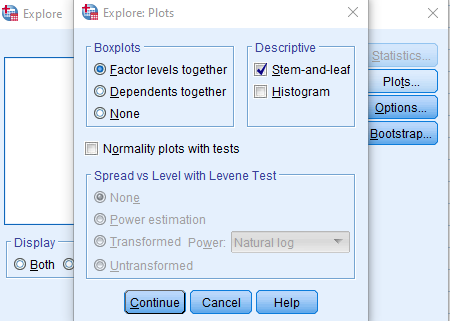 Explore
Explore: Plots
Boxplots
Factor levels together
Dependents together
None
Descriptive
Stem-and-leaf
Histogram
Normality plots with tests
Spread vs Level with Levene Test
None
Power estimation
Transformed Power: Natural log
Untransformed
Continue Cancel Help
Statistics...
Plots...
Options...
Bootstrap...
Display
Both